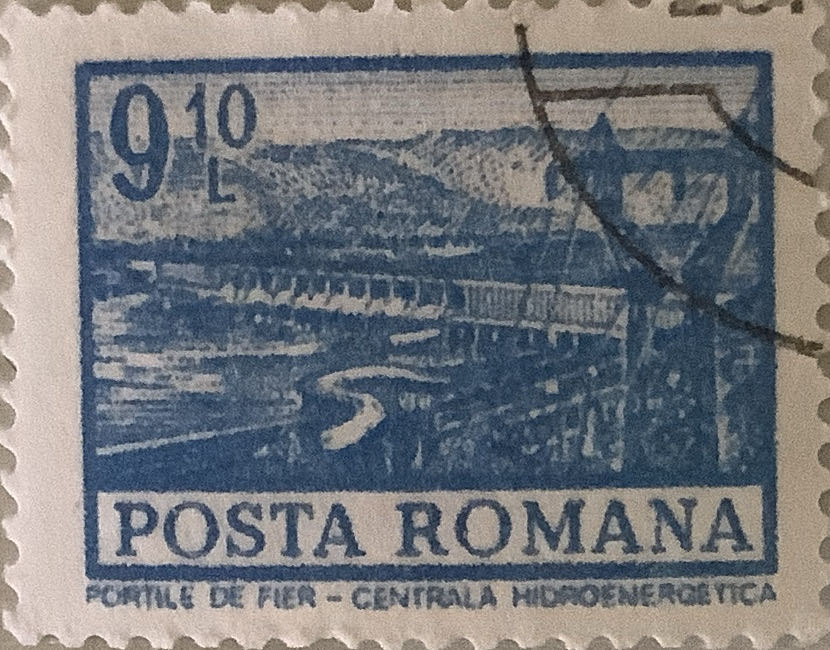 9 10
L
POSTA ROMANA
PORTILE DE FIER - CENTRALA HIDROENERGETICA